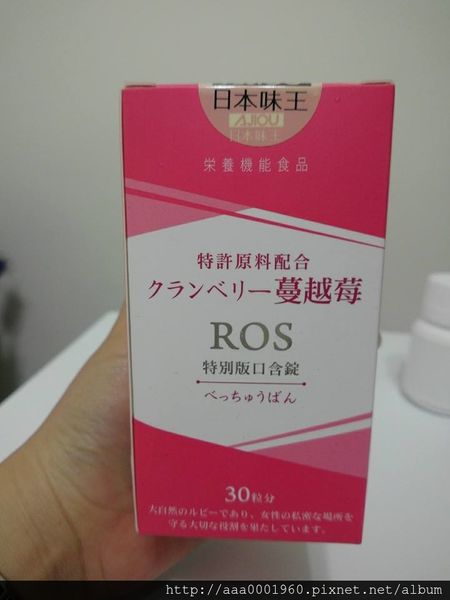 日本味王
AJIOU
日本味王
栄養機能食品
特許原料配合
クランベリー蔓越莓
ROS
特別版口含錠
べっちゅうばん
30粒分
大自然のルビーであり、女性の私密な場所を
守る大切な役割を果たしています。
http://aaa0001960.pixnet.net/album